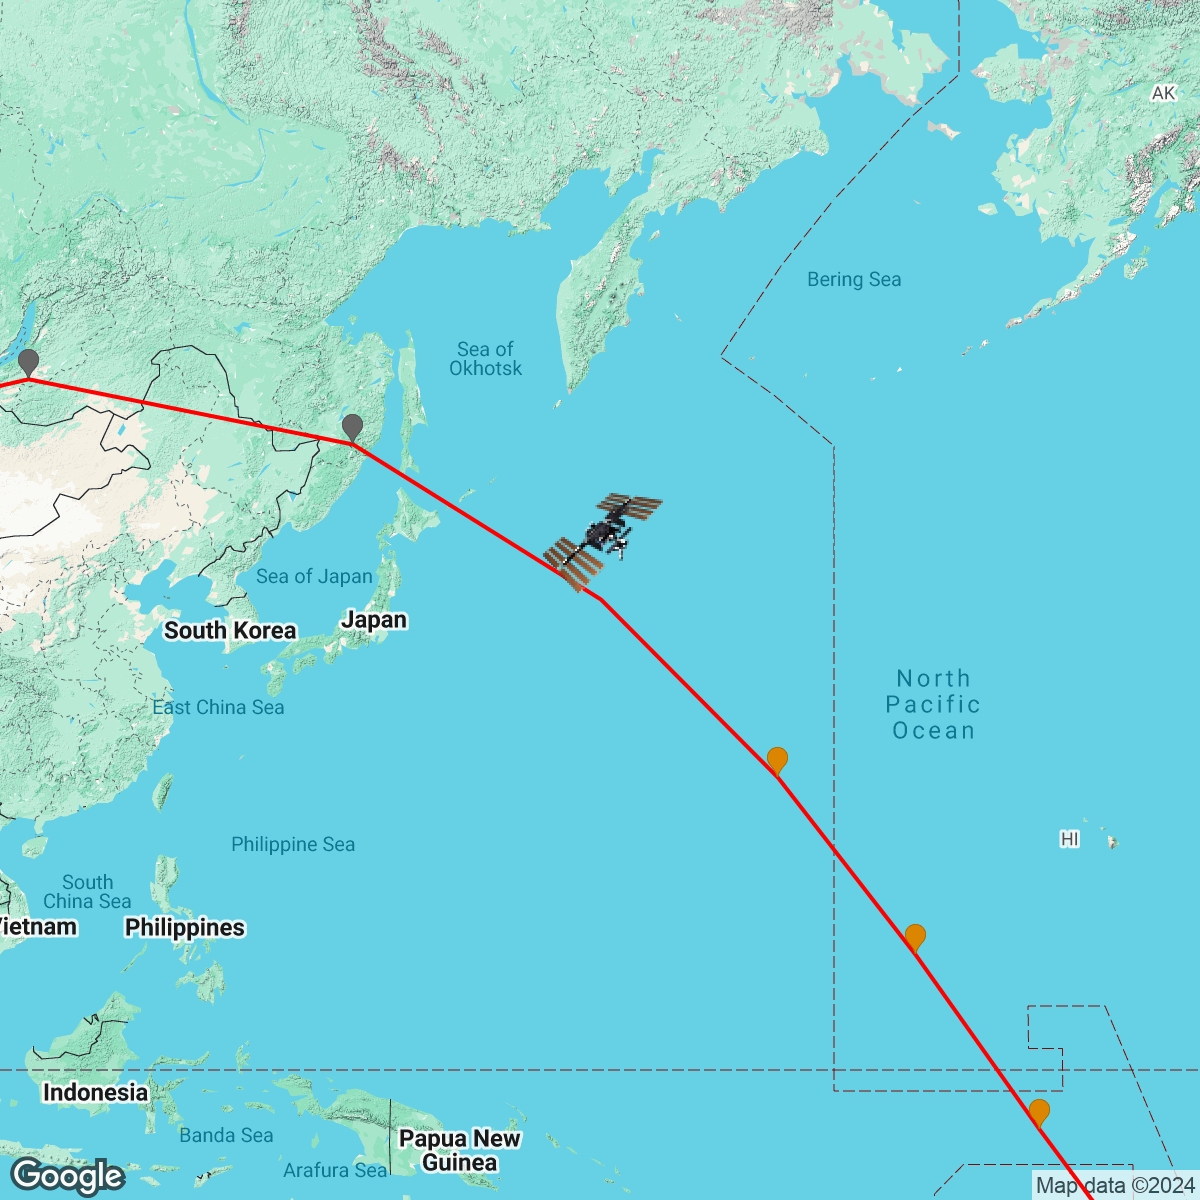 AK
Bering Sea
Sea of
Okhotsk
Sea of Japan
South Korea
Japan
North
Pacific
Ocean
East China Sea
HI
Philippine Sea
South
China Sea
Vietnam
Philippines
Indonesia
Banda Sea
Papua New
Guinea
Arafura Sea
Google
Map data ©2024